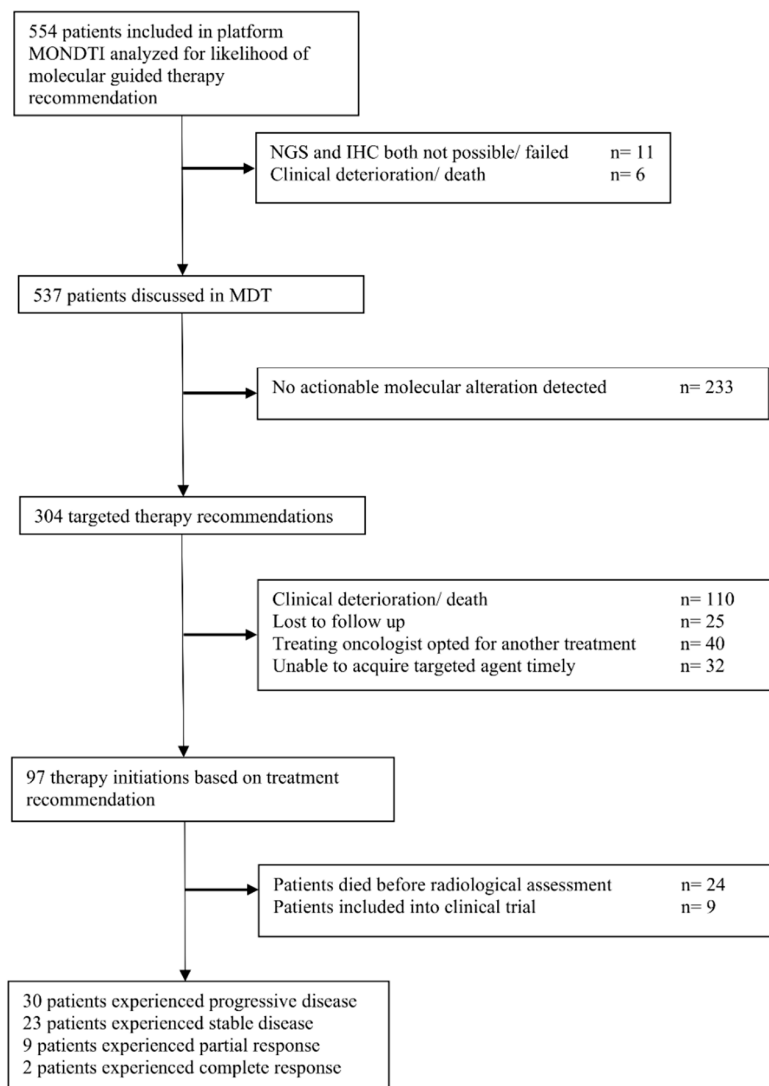 554 patients included in platform
MONDTI analyzed for likelihood of
molecular guided therapy
recommendation
NGS and IHC both not possible/ failed n= 11
Clinical deterioration/ death n= 6
537 patients discussed in MDT
No actionable molecular alteration detected n= 233
304 targeted therapy recommendations
Clinical deterioration/ death n= 110
Lost to follow up n= 25
Treating oncologist opted for another treatment n= 40
Unable to acquire targeted agent timely n= 32
97 therapy initiations based on treatment
recommendation
Patients died before radiological assessment n= 24
Patients included into clinical trial n= 9
30 patients experienced progressive disease
23 patients experienced stable disease
9 patients experienced partial response
2 patients experienced complete response